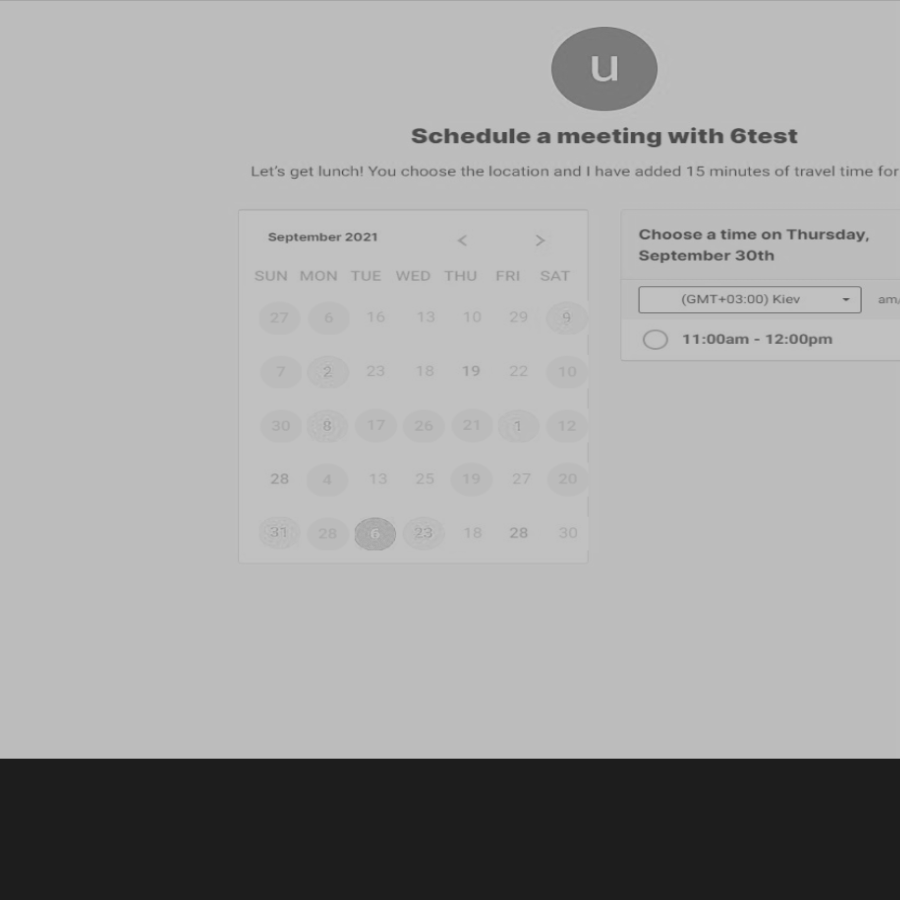 u
Schedule a meeting with 6test
Let's get lunch! You choose the location and I have added 15 minutes of travel time for
September 2021
SUN MON TUE WED THU FRI SAT
27 6 16 13 10 29 9
7 2 23 18 19 22 10
30 8 17 26 21 1 12
28 4 13 25 19 27 20
31 28 6 23 18 28 30
Choose a time on Thursday,
September 30th
(GMT+03:00) Kiev
am/
11:00am - 12:00pm